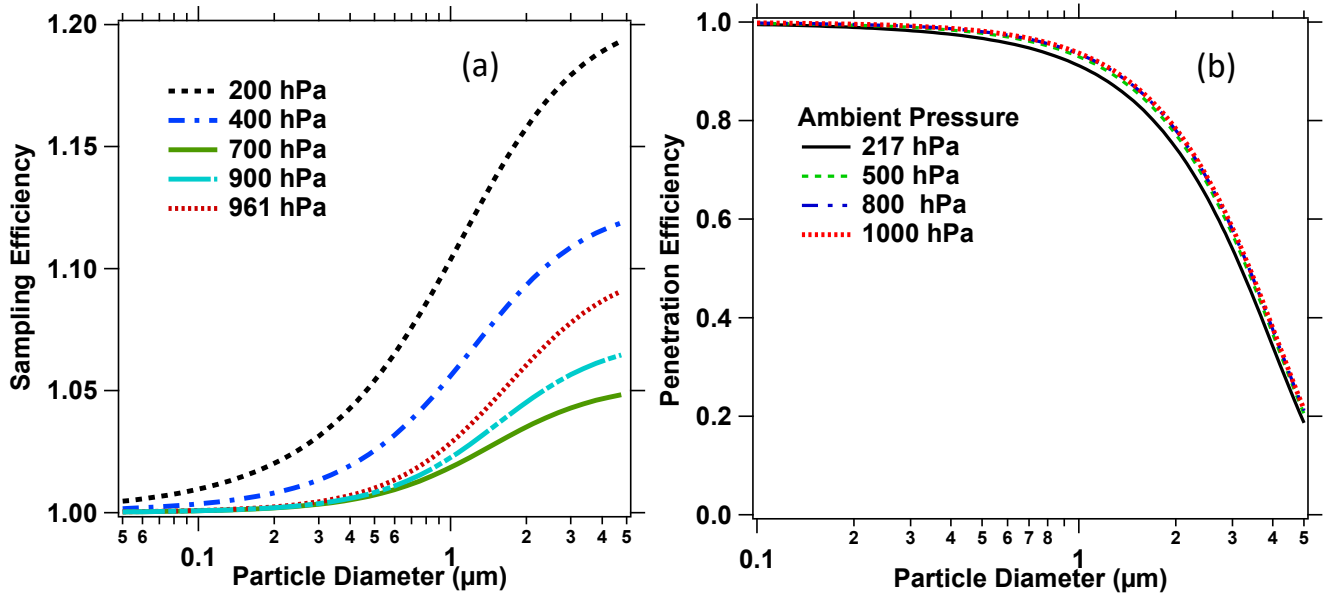 (a)
200 hPa
400 hPa
700 hPa
900 hPa
961 hPa
Sampling Efficiency
1.20
1.15
1.10
1.05
1.00
5 6 0.1 2 3 4 5 6 1 2 3 4 5
Particle Diameter (µm)
(b)
Ambient Pressure
217 hPa
500 hPa
800 hPa
1000 hPa
Penetration Efficiency
1.0
0.8
0.6
0.4
0.2
0.0
0.1 2 3 4 5 6 7 8 1 2 3 4 5
Particle Diameter (µm)